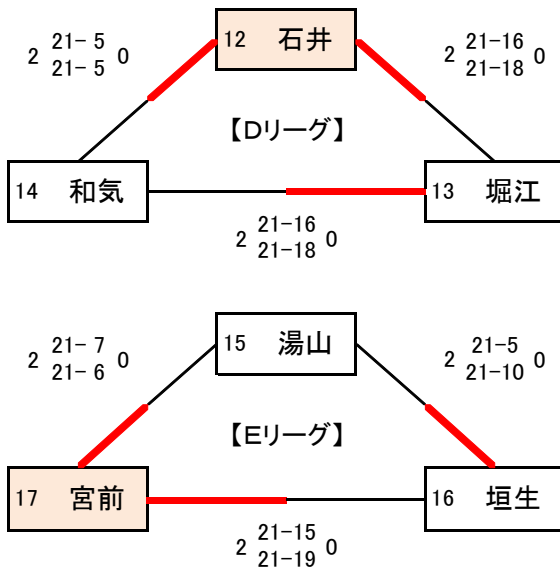 2 21-5 21-5 0
12 石井
2 21-16 21-18 0
【Dリーグ】
14 和気
13 堀江
2 21-16 21-18 0
2 21-7 21-6 0
15 湯山
2 21-5 21-10 0
【Eリーグ】
17 宮前
16 垣生
2 21-15 21-19 0